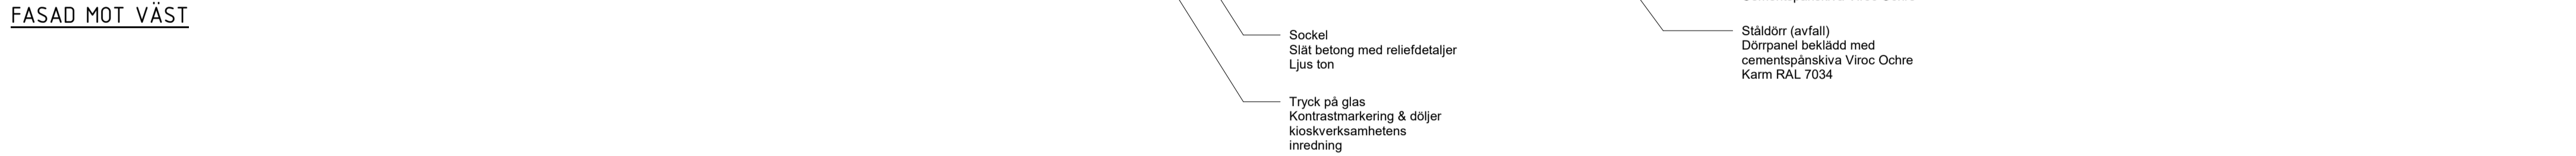 FASAD MOT VÄST
Sockel
Slät betong med reliefdetaljer
Ljus ton
Tryck på glas
Kontrastmarkering & döljer
kioskverksamhetens
inredning
Ståldörr (avfall)
Dörrpanel beklädd med
cementspånskiva Viroc Ochre
Karm RAL 7034